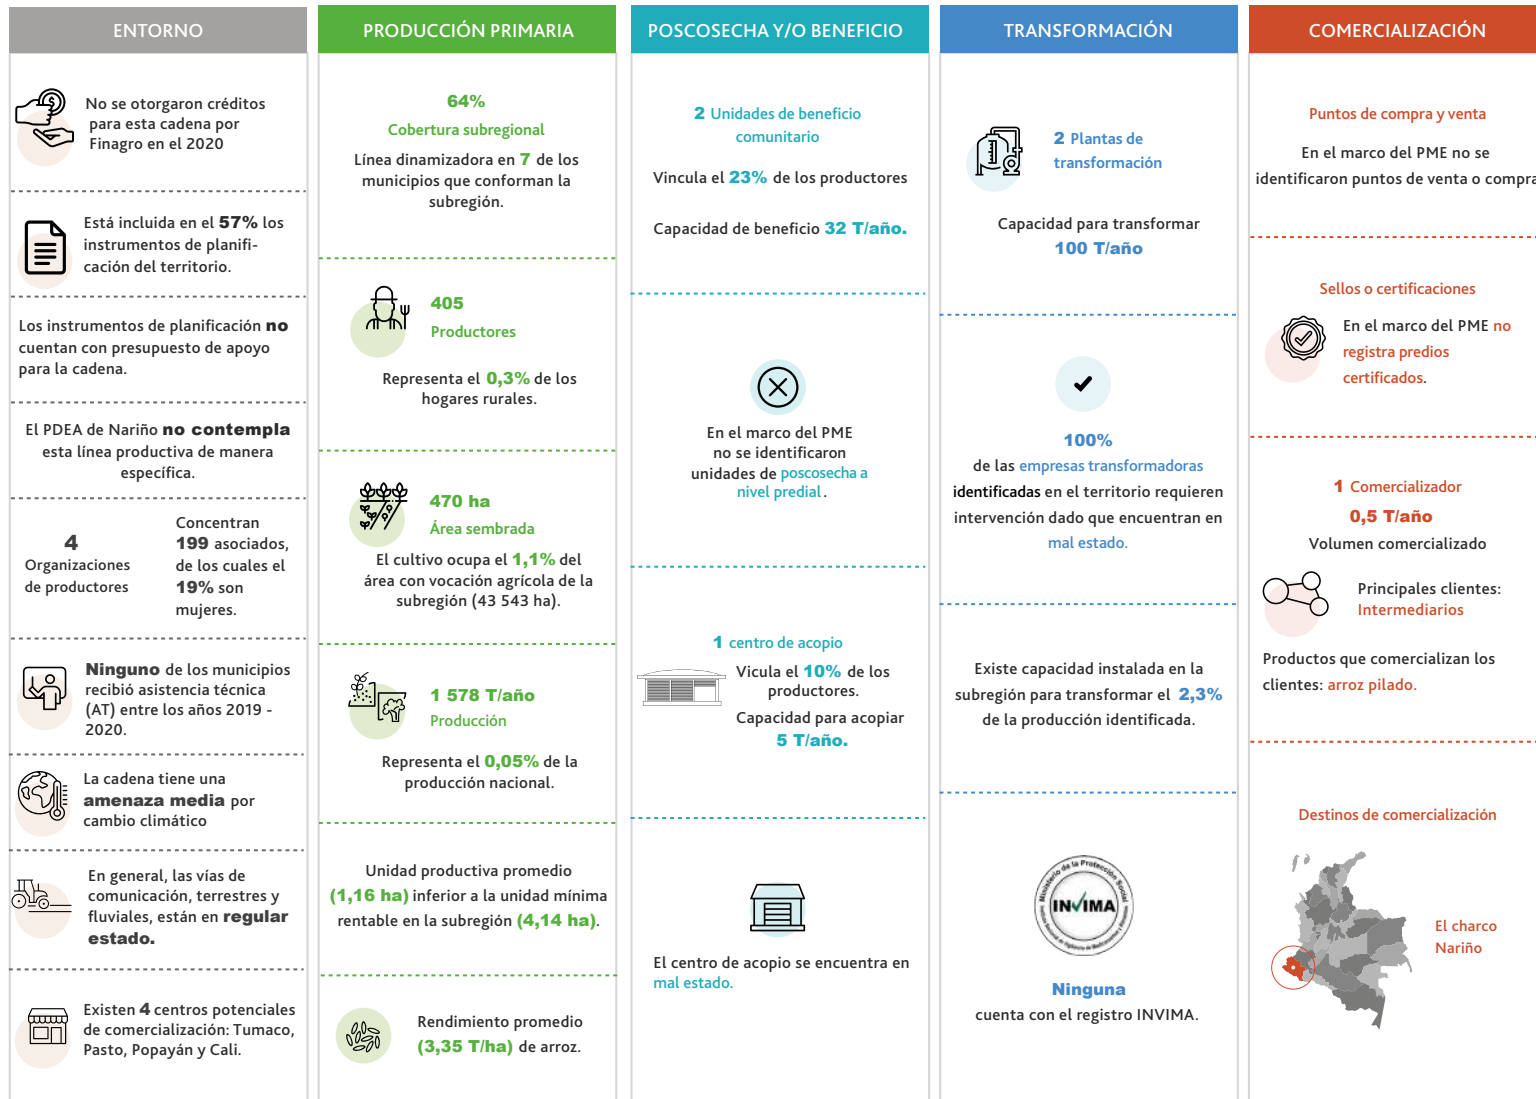 ENTORNO
No se otorgaron créditos
para esta cadena por
Finagro en el 2020
Está incluida en el 57% los
instrumentos de planifi-
cación del territorio.
Los instrumentos de planificación no
cuentan con presupuesto de apoyo
para la cadena.
El PDEA de Nariño no contempla
esta línea productiva de manera
específica.
4
Organizaciones
de productores
Concentran
199 asociados,
de los cuales el
19% son
mujeres.
Ninguno de los municipios
recibió asistencia técnica
(AT) entre los años 2019 -
2020.
La cadena tiene una
amenaza media por
cambio climático
En general, las vías de
comunicación, terrestres y
fluviales, están en regular
estado.
Existen 4 centros potenciales
de comercialización: Tumaco,
Pasto, Popayán y Cali.
PRODUCCIÓN PRIMARIA
64%
Cobertura subregional
Línea dinamizadora en 7 de los
municipios que conforman la
subregión.
405
Productores
Representa el 0,3% de los
hogares rurales.
470 ha
Área sembrada
El cultivo ocupa el 1,1% del
área con vocación agrícola de la
subregión (43 543 ha).
1 578 T/año
Producción
Representa el 0,05% de la
producción nacional.
Unidad productiva promedio
(1,16 ha) inferior a la unidad mínima
rentable en la subregión (4,14 ha).
Rendimiento promedio
(3,35 T/ha) de arroz.
POSCOSECHA Y/O BENEFICIO
2 Unidades de beneficio
comunitario
Vincula el 23% de los productores
Capacidad de beneficio 32 T/año.
En el marco del PME
no se identificaron
unidades de poscosecha a
nivel predial.
1 centro de acopio
Vicula el 10% de los
productores.
Capacidad para acopiar
5 T/año.
El centro de acopio se encuentra en
mal estado.
TRANSFORMACIÓN
2 Plantas de
transformación
Capacidad para transformar
100 T/año
100%
de las empresas transformadoras
identificadas en el territorio requieren
intervención dado que encuentran en
mal estado.
Existe capacidad instalada en la
subregión para transformar el 2,3%
de la producción identificada.
Ministerio de la Protección Social
INVIMA
Ninguna
cuenta con el registro INVIMA.
COMERCIALIZACIÓN
Puntos de compra y venta
En el marco del PME no se
identificaron puntos de venta o compra
Sellos o certificaciones
En el marco del PME no
registra predios
certificados.
1 Comercializador
0,5 T/año
Volumen comercializado
Principales clientes:
Intermediarios
Productos que comercializan los
clientes: arroz pilado.
Destinos de comercialización
El charco
Nariño